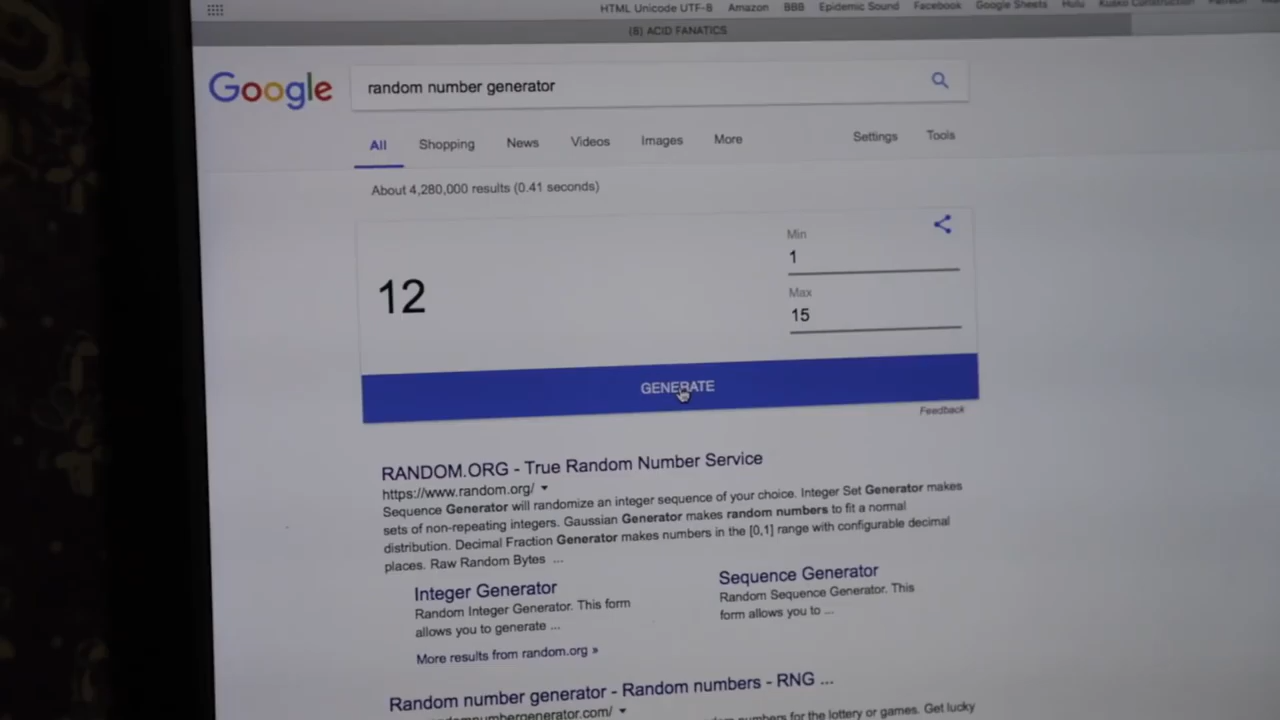 HTML Unicode UTF-8 Amazon BBB Epidemic Sound Facebook Google Sheets Hulu Kusko Construction
(8) ACID FANATICS
Google random number generator
All Shopping News Videos Images More Settings Tools
About 4,280,000 results (0.41 seconds)
Min
1
12
Max
15
GENERATE
Feedback
RANDOM.ORG - True Random Number Service
https://www.random.org/
Sequence Generator will randomize an integer sequence of your choice. Integer Set Generator makes
sets of non-repeating integers. Gaussian Generator makes random numbers to fit a normal
distribution. Decimal Fraction Generator makes numbers in the [0,1] range with configurable decimal
places. Raw Random Bytes ...
Integer Generator
Random Integer Generator. This form
allows you to generate ...
Sequence Generator
Random Sequence Generator. This
form allows you to ...
More results from random.org »
Random number generator - Random numbers - RNG ...
numbers for the lottery or games. Get lucky